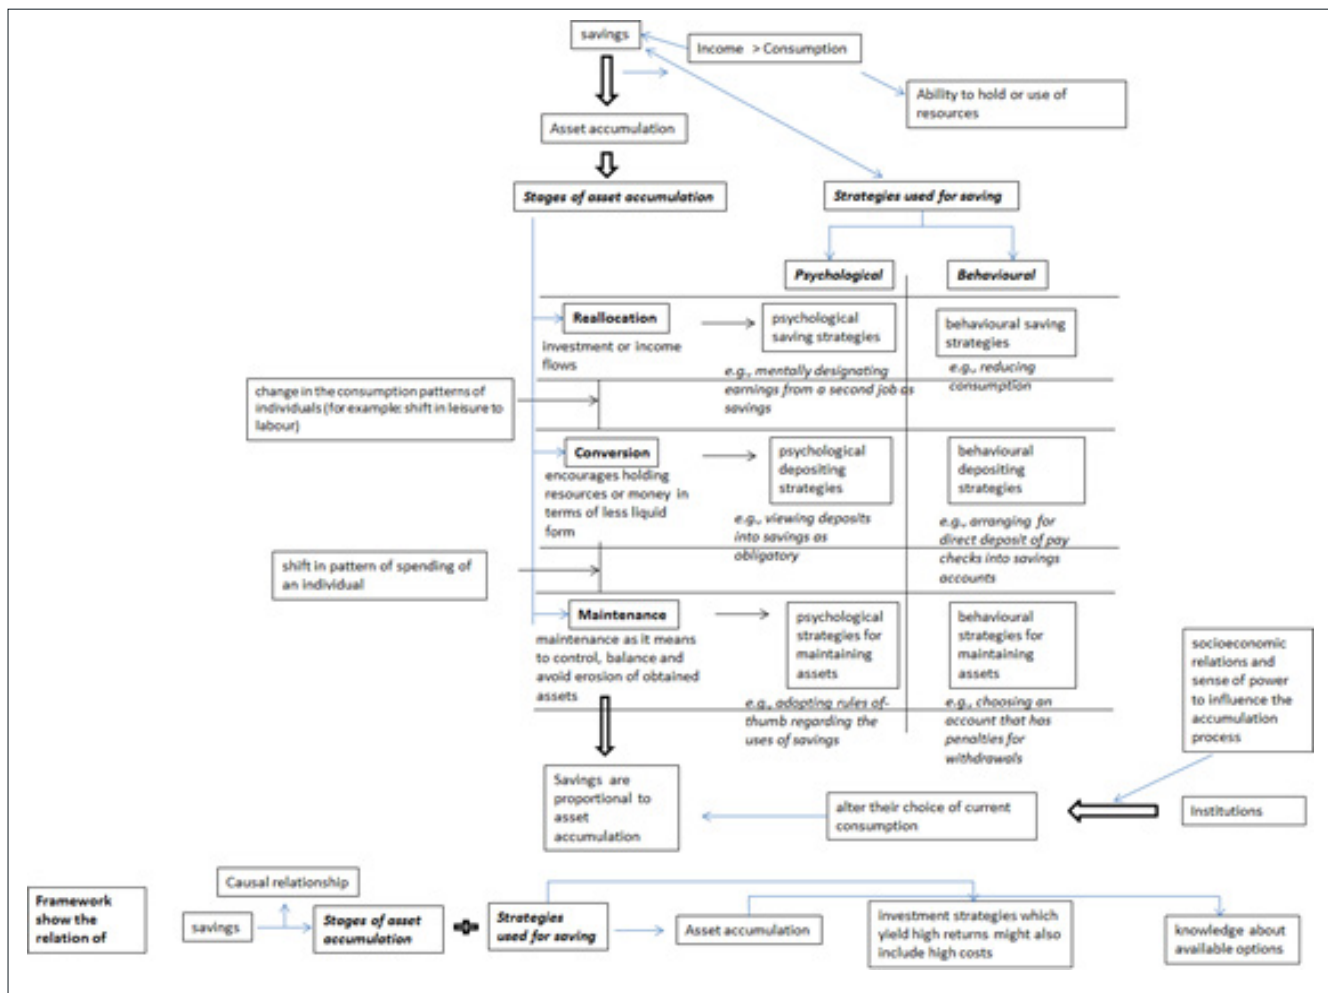 savings
Income > Consumption
Ability to hold or use of
resources
Asset accumulation
Stages of asset accumulation
Strategies used for saving
Psychological
Behavioural
Reallocation
investment or income
flows
psychological
saving strategies
e.g., mentally designating
earnings from a second job as
savings
behavioural saving
strategies
e.g., reducing
consumption
change in the consumption patterns of
individuals (for example: shift in leisure to
labour)
Conversion
encourages holding
resources or money in
terms of less liquid
form
psychological
depositing
strategies
e.g., viewing deposits
into savings as
obligatory
behavioural
depositing
strategies
e.g., arranging for
direct deposit of pay
checks into savings
accounts
shift in pattern of spending of
an individual
Maintenance
maintenance as it means
to control, balance and
avoid erosion of obtained
assets
psychological
strategies for
maintaining
assets
e.g., adopting rules of-
thumb regarding the
uses of savings
behavioural
strategies for
maintaining
assets
e.g., choosing an
account that has
penalties for
withdrawals
socioeconomic
relations and
sense of power
to influence the
accumulation
process
Savings are
proportional to
asset
accumulation
alter their choice of current
consumption
Institutions
Framework
show the
relation of
Causal relationship
savings
Stages of asset
accumulation
Strategies
used for saving
Asset accumulation
Investment strategies which
yield high returns might also
include high costs
knowledge about
available options